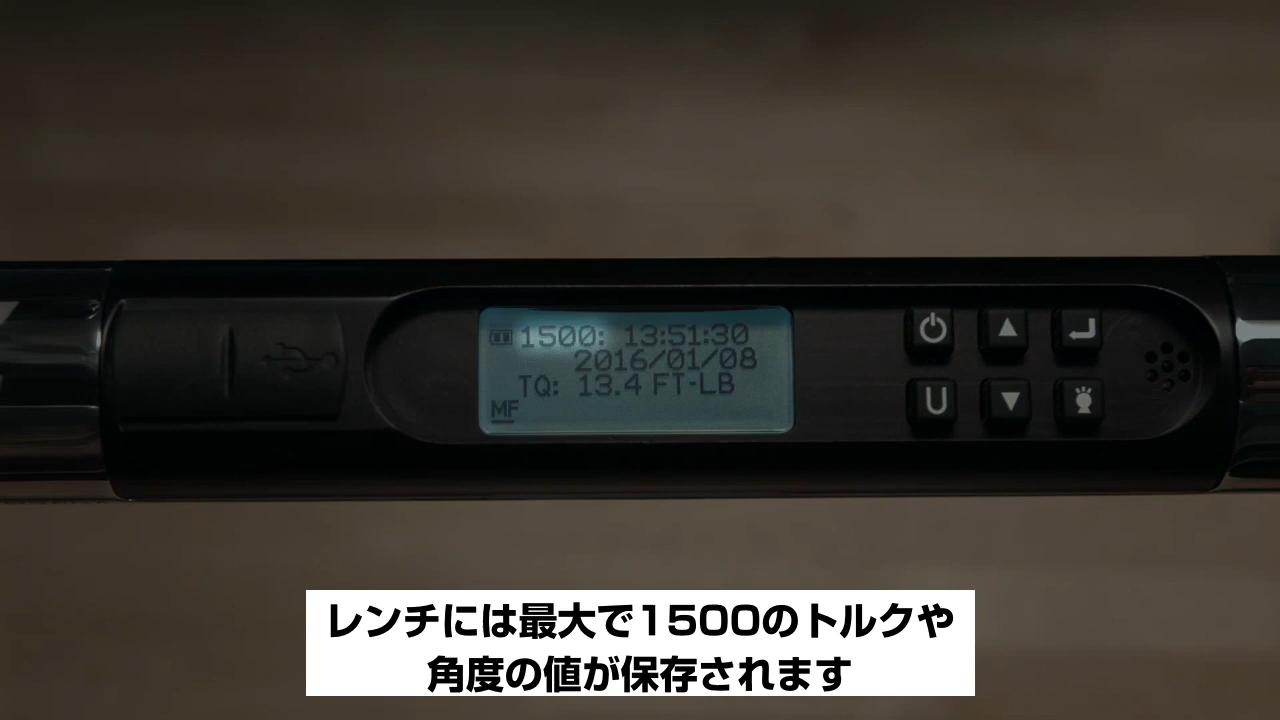 1500: 13:51:30
2016/01/08
TQ: 13.4 FT-LB
MF
U
レンチには最大で1500のトルクや
角度の値が保存されます